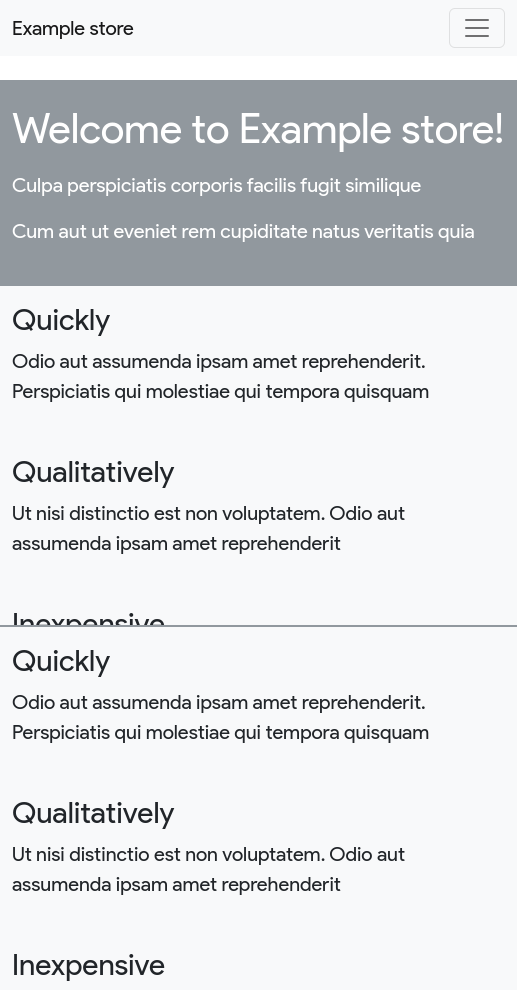 Example store
Welcome to Example store!
Culpa perspiciatis corporis facilis fugit similique
Cum aut ut eveniet rem cupiditate natus veritatis quia
Quickly
Odio aut assumenda ipsam amet reprehenderit.
Perspiciatis qui molestiae qui tempora quisquam
Qualitatively
Ut nisi distinctio est non voluptatem. Odio aut
assumenda ipsam amet reprehenderit
Inexpensive
Quickly
Odio aut assumenda ipsam amet reprehenderit.
Perspiciatis qui molestiae qui tempora quisquam
Qualitatively
Ut nisi distinctio est non voluptatem. Odio aut
assumenda ipsam amet reprehenderit
Inexpensive